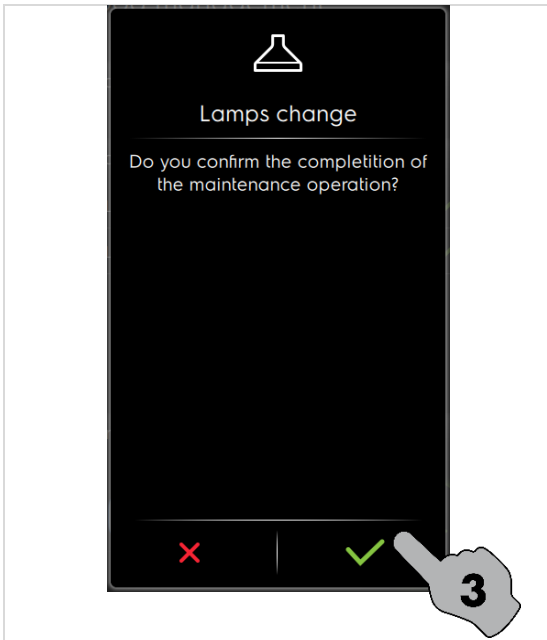 Lamps change
Do you confirm the completition of
the maintenance operation?
3